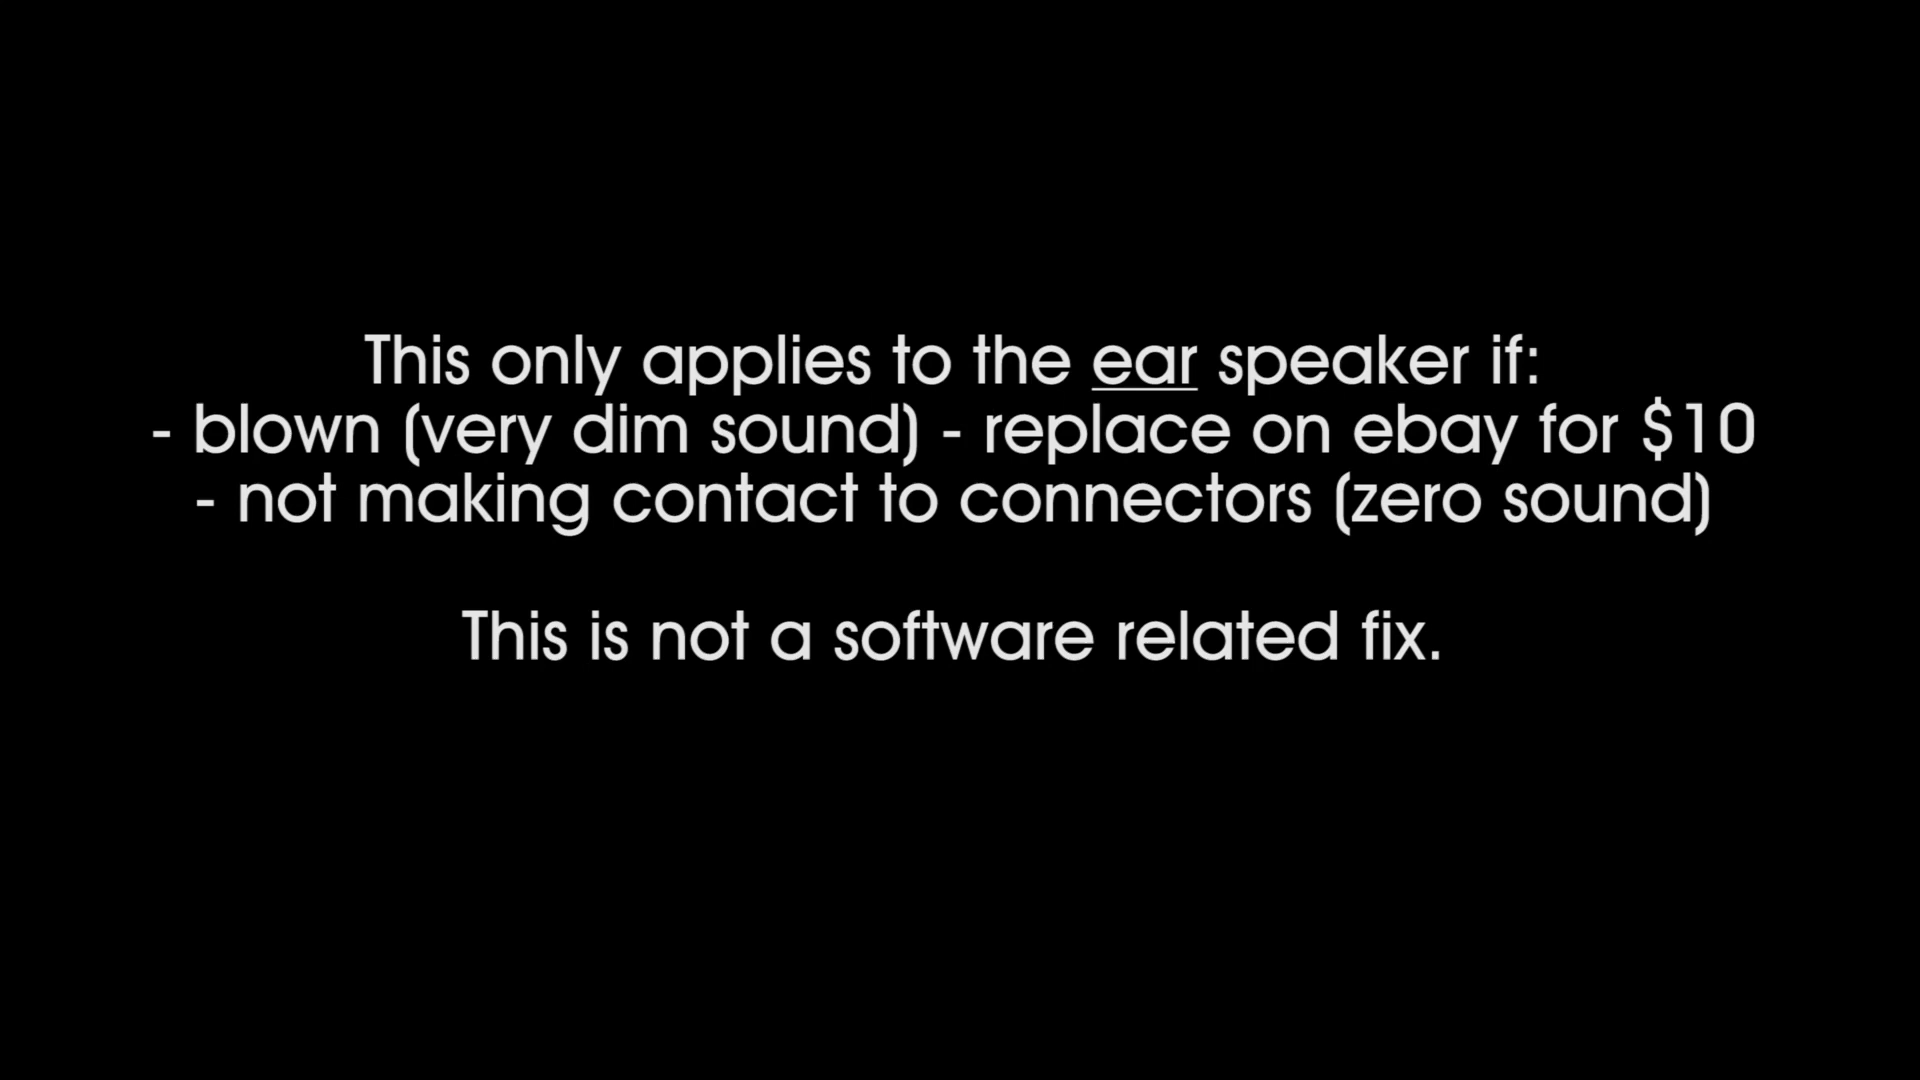 This only applies to the ear speaker if:
- blown (very dim sound) - replace on ebay for $10
- not making contact to connectors (zero sound)
This is not a software related fix.